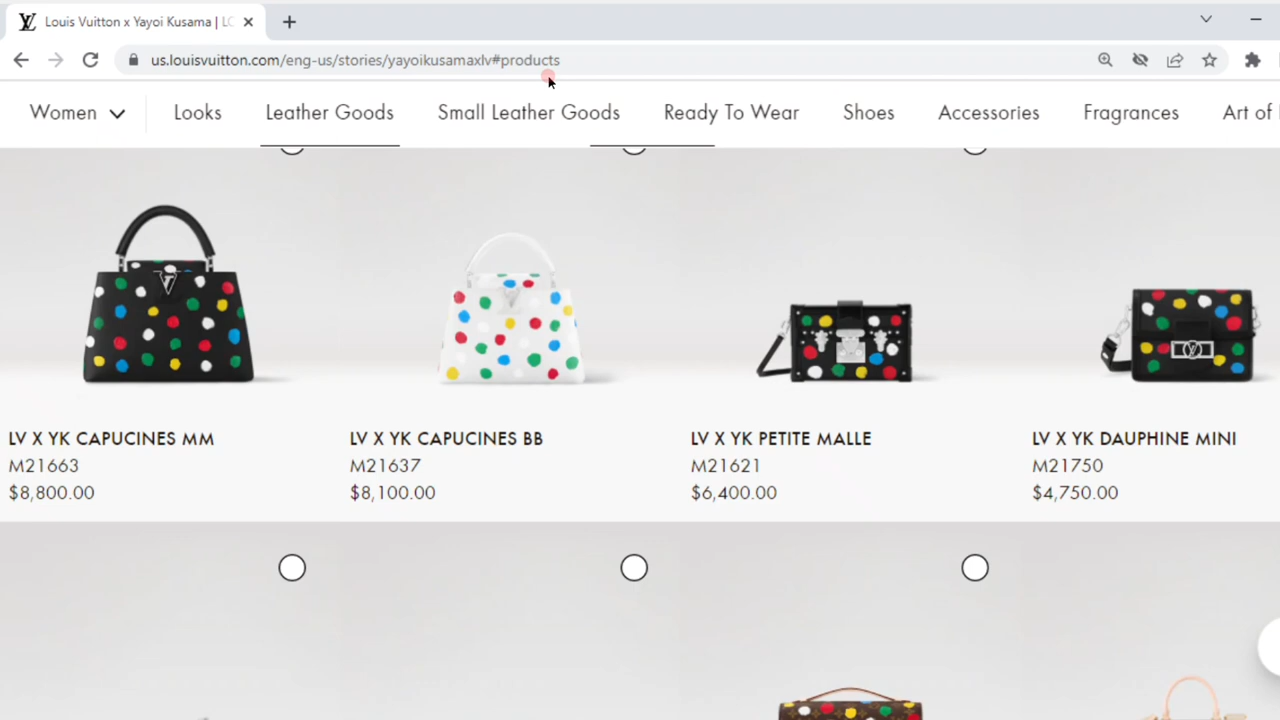 Louis Vuitton x Yayoi Kusama | LO
us.louisvuitton.com/eng-us/stories/yayoikusamaxlv#products
Women Looks Leather Goods Small Leather Goods Ready To Wear Shoes Accessories Fragrances Art of
LV X YK CAPUCINES MM
M21663
$8,800.00
LV X YK CAPUCINES BB
M21637
$8,100.00
LV X YK PETITE MALLE
M21621
$6,400.00
LV X YK DAUPHINE MINI
M21750
$4,750.00